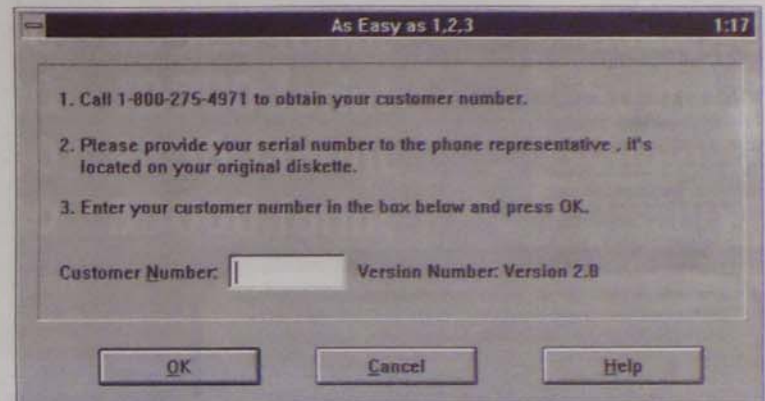 As Easy as 1,2,3 1:17
1. Call 1-800-275-4971 to obtain your customer number.
2. Please provide your serial number to the phone representative , it's
located on your original diskette.
3. Enter your customer number in the box below and press OK.
Customer Number: Version Number: Version 2.0
OK Cancel Help